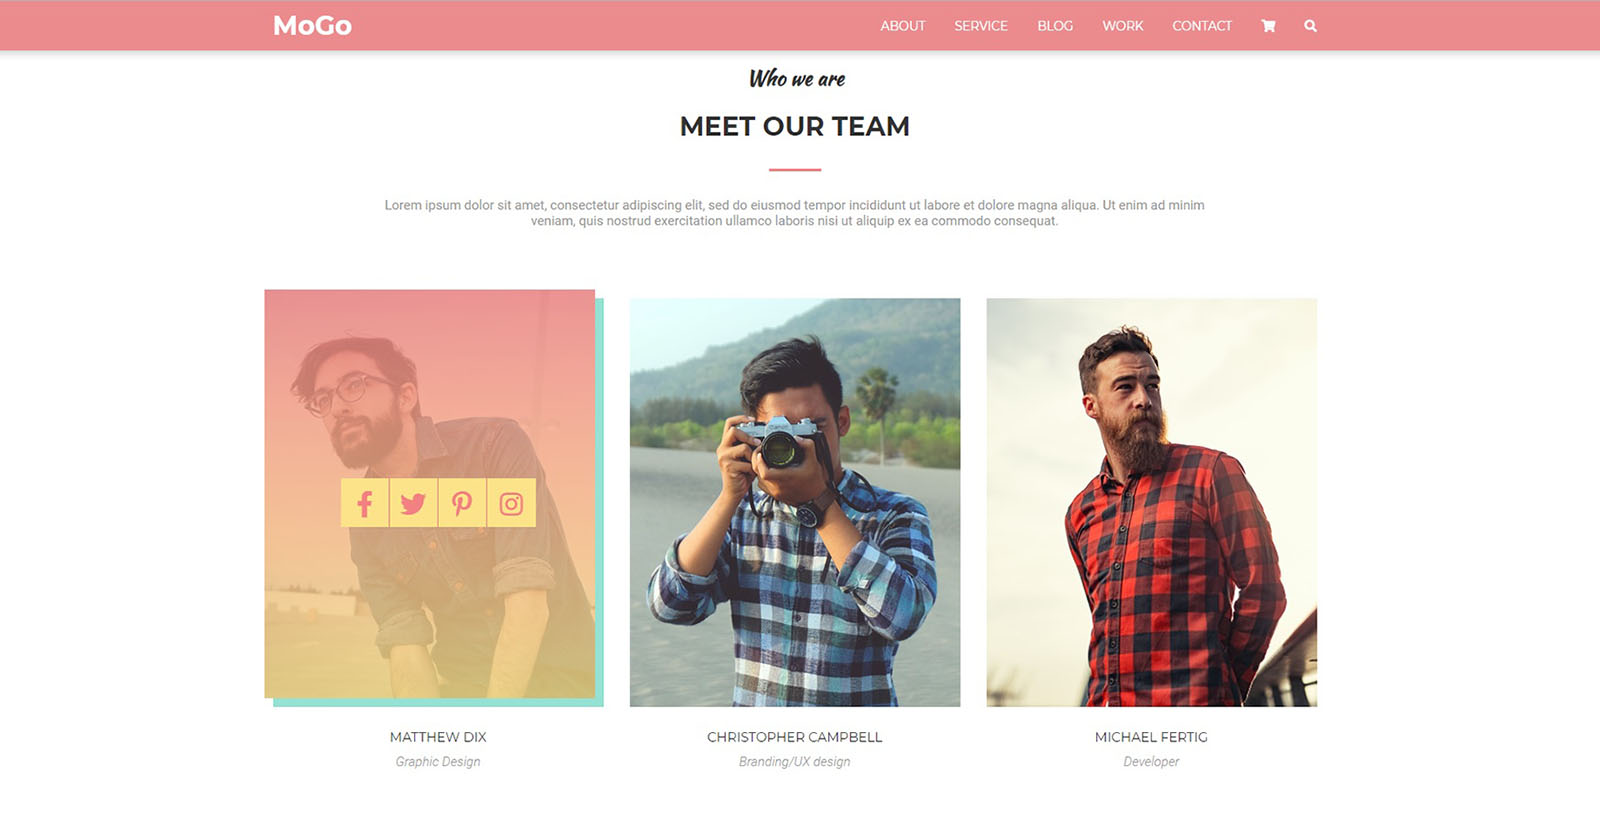 MoGo
ABOUT SERVICE BLOG WORK CONTACT
Who we are
MEET OUR TEAM
Lorem ipsum dolor sit amet, consectetur adipiscing elit, sed do eiusmod tempor incididunt ut labore et dolore magna aliqua. Ut enim ad minim
veniam, quis nostrud exercitation ullamco laboris nisi ut aliquip ex ea commodo consequat.
MATTHEW DIX
Graphic Design
CHRISTOPHER CAMPBELL
Branding/UX design
MICHAEL FERTIG
Developer